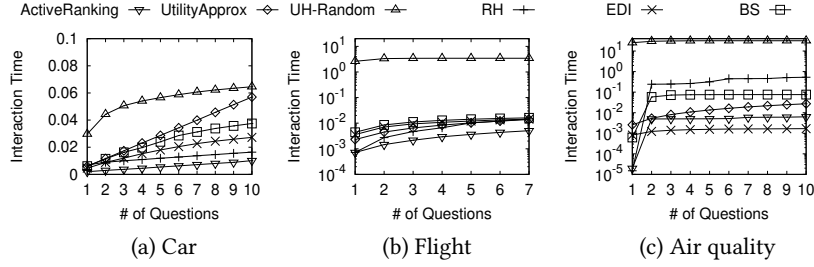 ActiveRanking UtilityApprox UH-Random RH EDI BS
Interaction Time
0.1
0.08
0.06
0.04
0.02
0
1 2 3 4 5 6 7 8 9 10
# of Questions
(a) Car
Interaction Time
10^1
10^0
10^-1
10^-2
10^-3
10^-4
1 2 3 4 5 6 7
# of Questions
(b) Flight
Interaction Time
10^1
10^0
10^-1
10^-2
10^-3
10^-4
10^-5
1 2 3 4 5 6 7 8 9 10
# of Questions
(c) Air quality